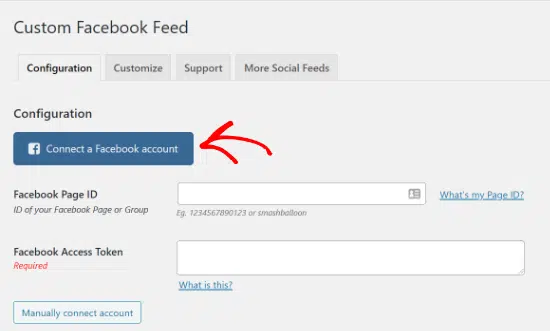 Custom Facebook Feed
Configuration Customize Support More Social Feeds
Configuration
Connect a Facebook account
Facebook Page ID What's my Page ID?
ID of your Facebook Page or Group Eg. 1234567890123 or smashballoon
Facebook Access Token
Required
What is this?
Manually connect account